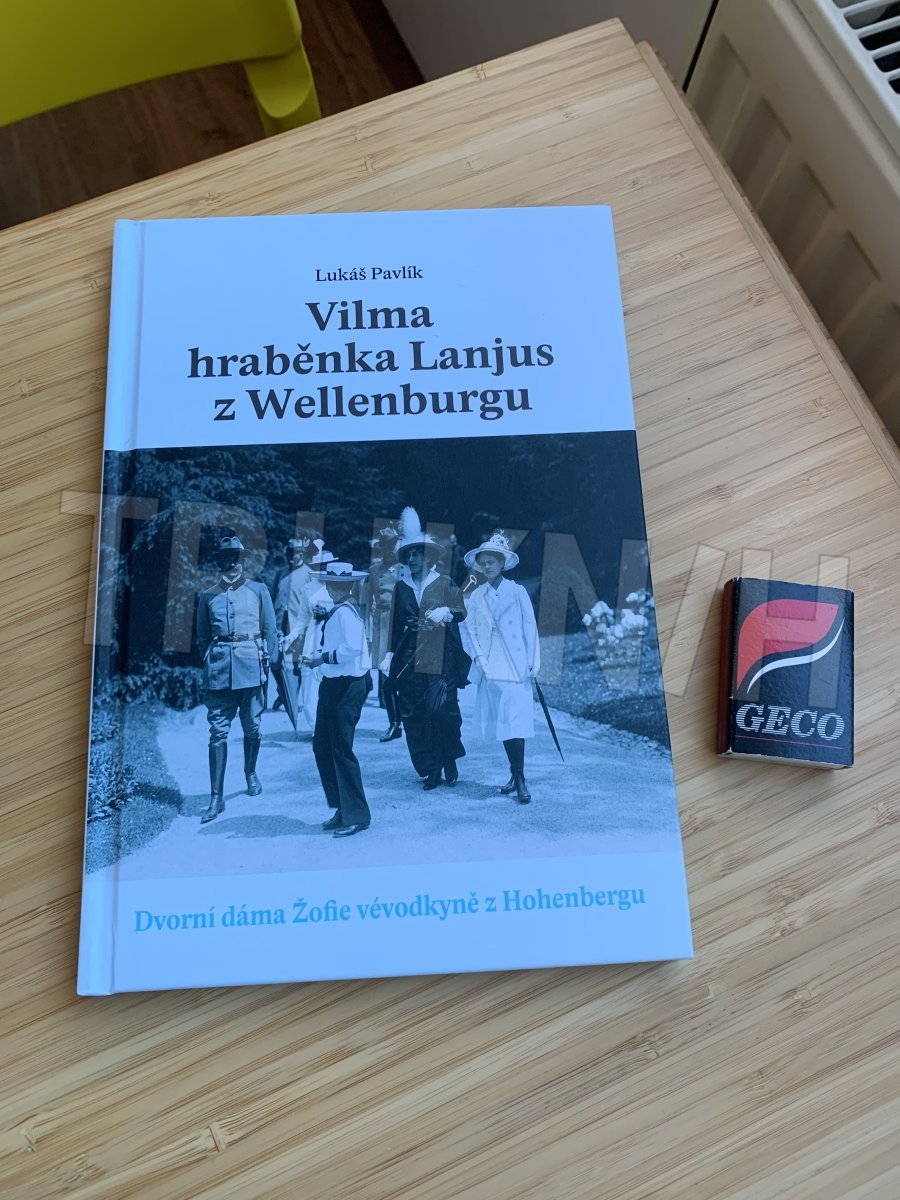 Lukáš Pavlík
Vilma
hraběnka Lanjus
z Wellenburgu
Dvorní dáma Žofie vévodkyně z Hohenbergu
GECO